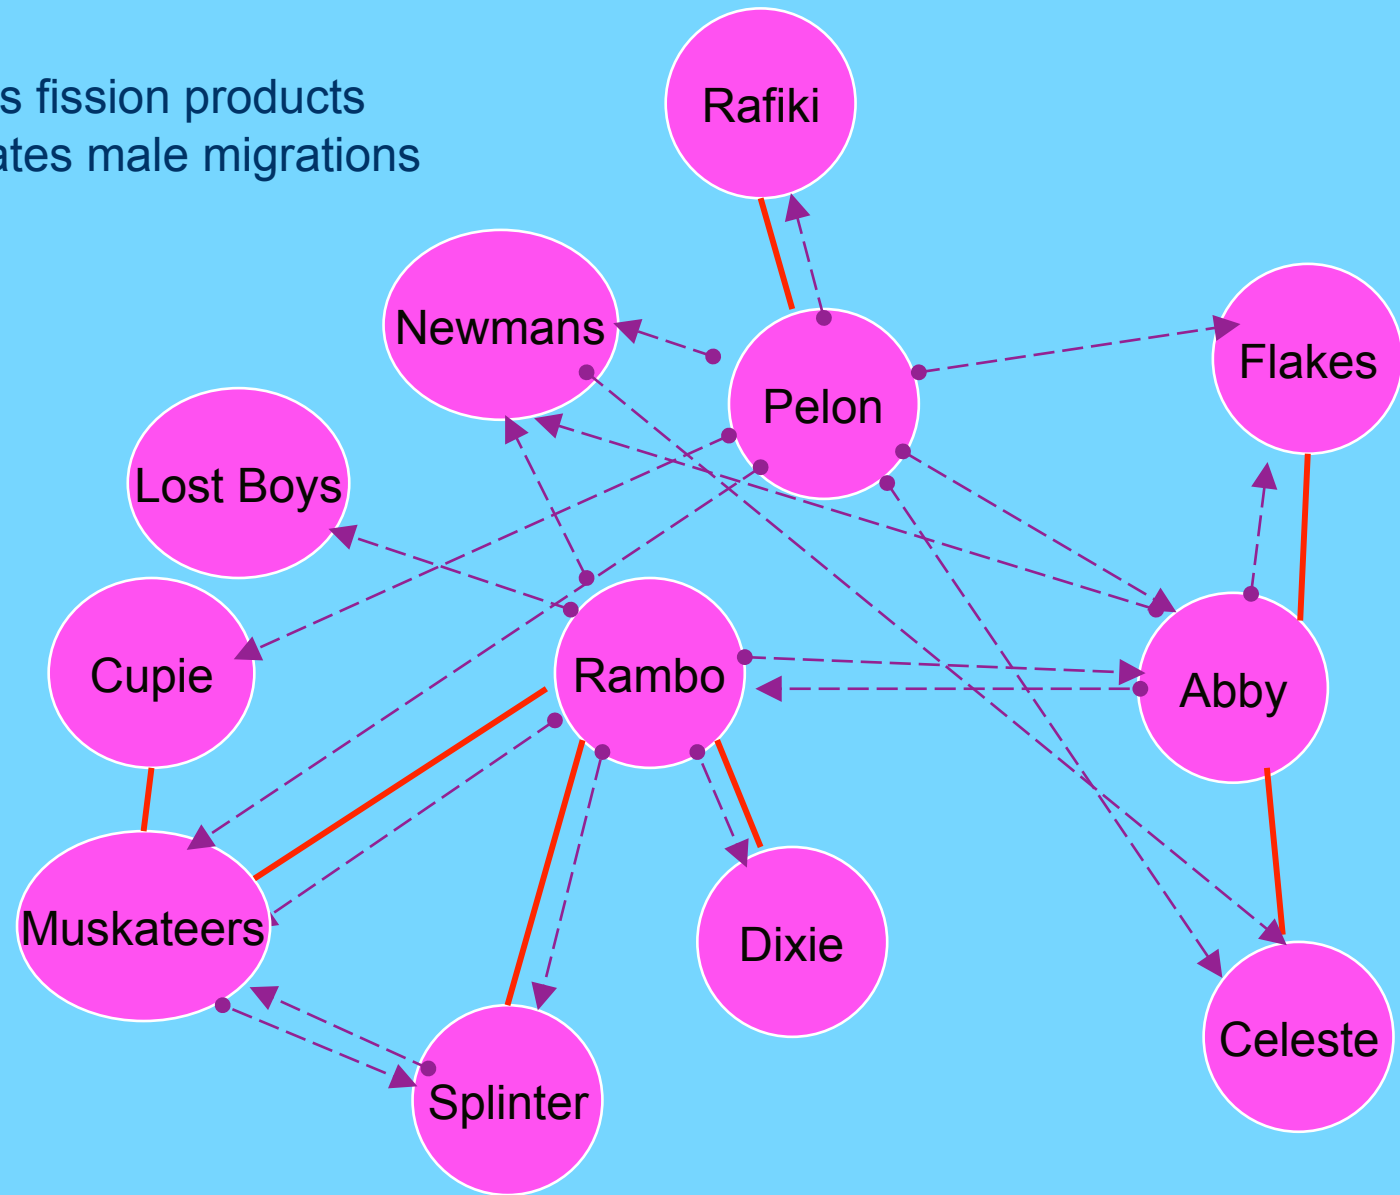 s fission products
ates male migrations
Rafiki
Newmans
Flakes
Pelon
Lost Boys
Cupie
Rambo
Abby
Muskateers
Dixie
Celeste
Splinter